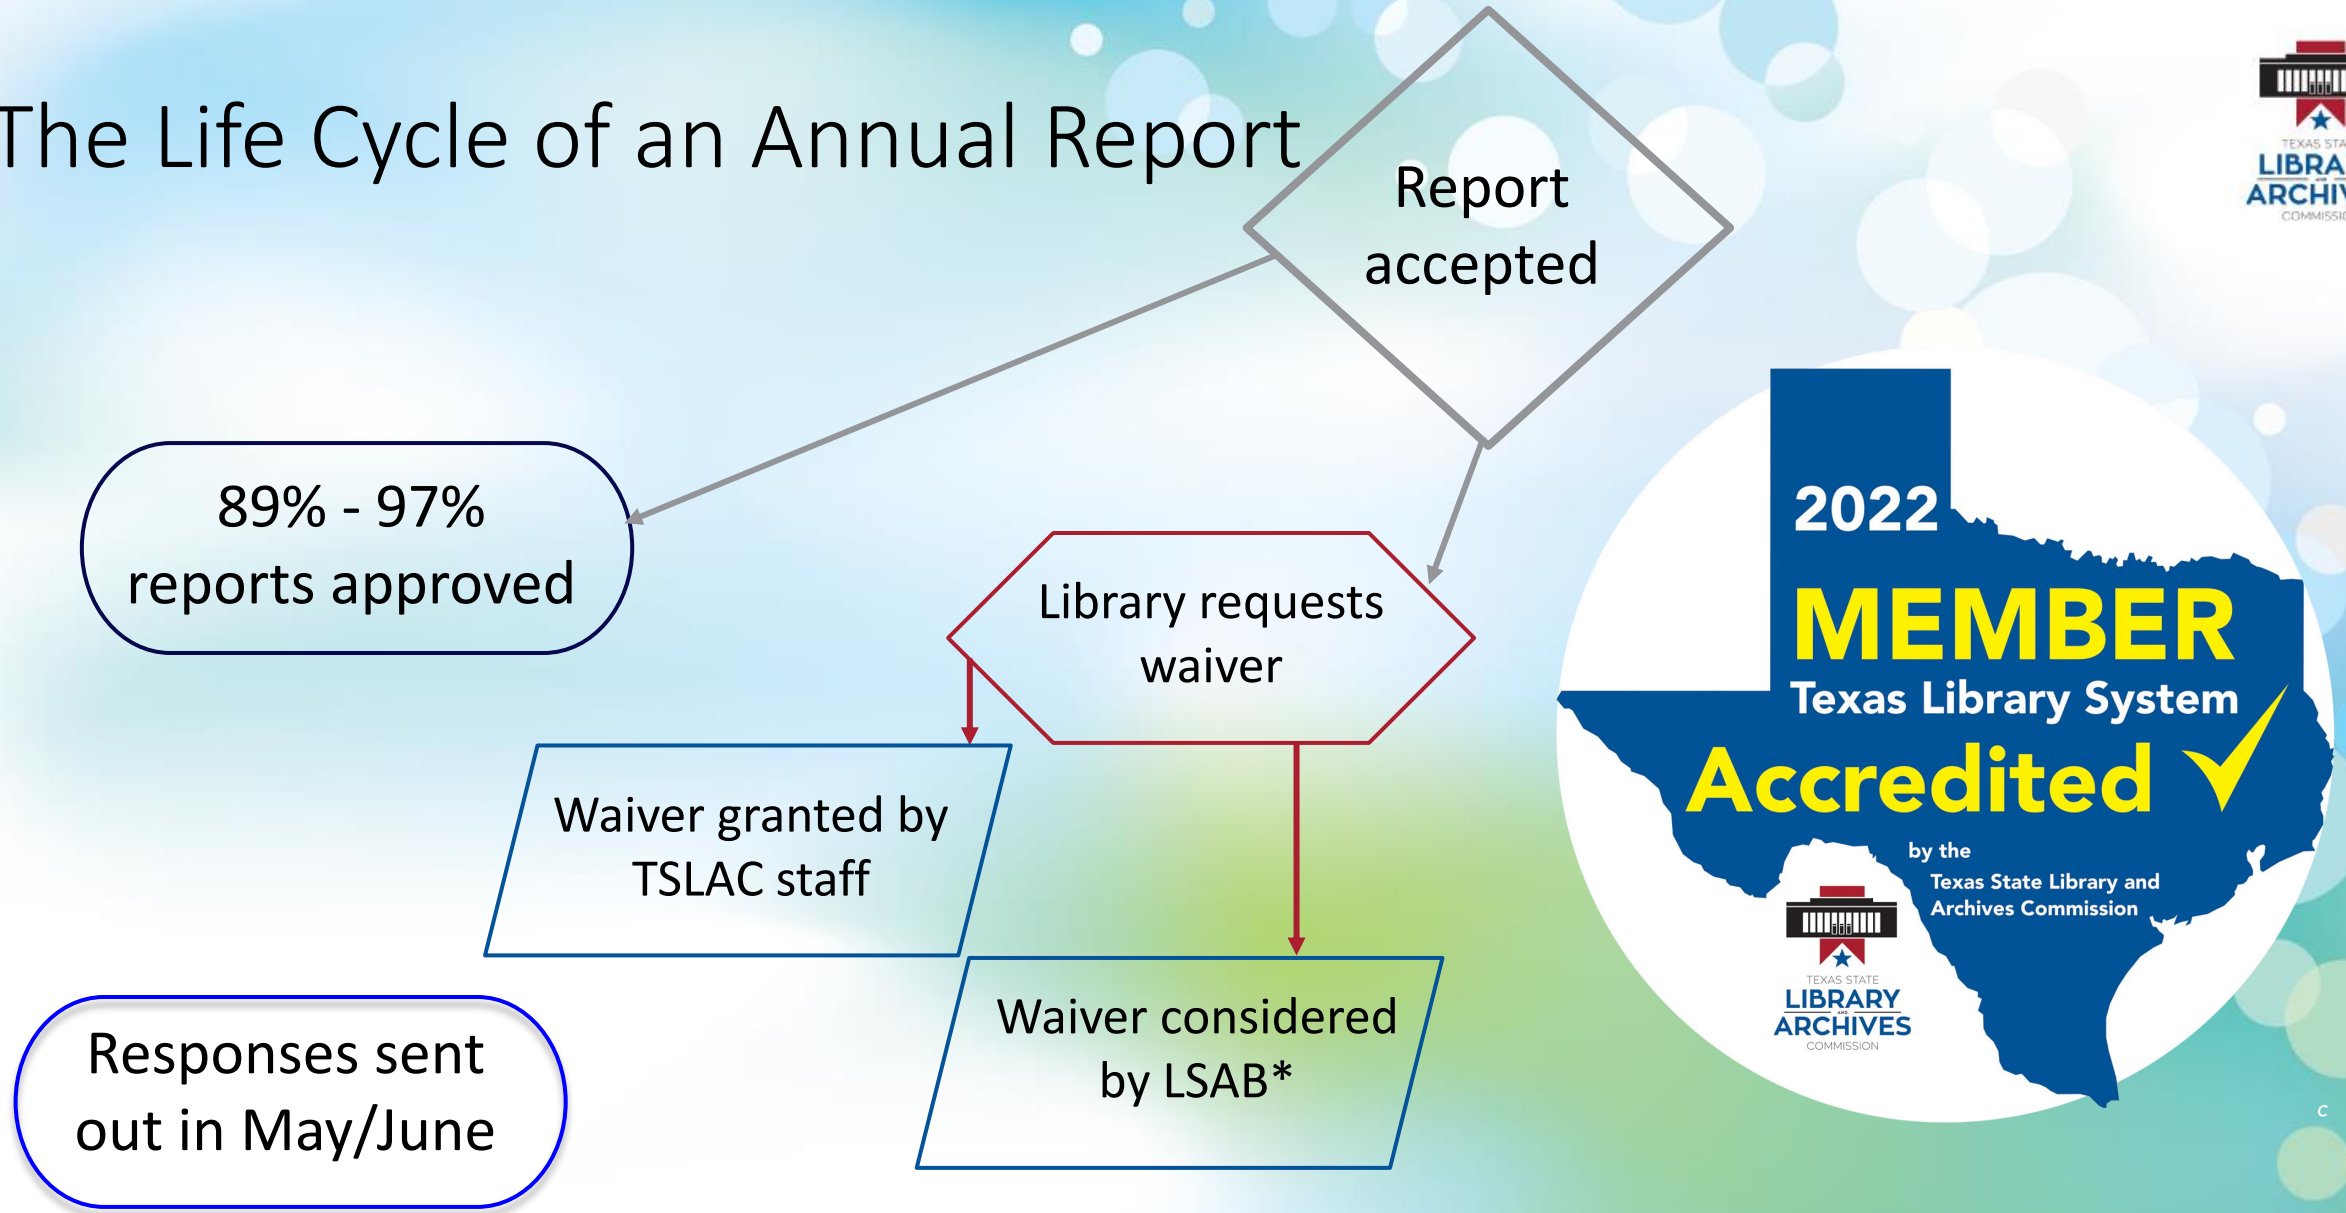 The Life Cycle of an Annual Report
Report
accepted
89% - 97%
reports approved
Library requests
waiver
Waiver granted by
TSLAC staff
Waiver considered
by LSAB*
Responses sent
out in May/June
2022
MEMBER
Texas Library System
Accredited
by the
Texas State Library and
Archives Commission
TEXAS STATE
LIBRARY
AND
ARCHIVES
COMMISSION
c